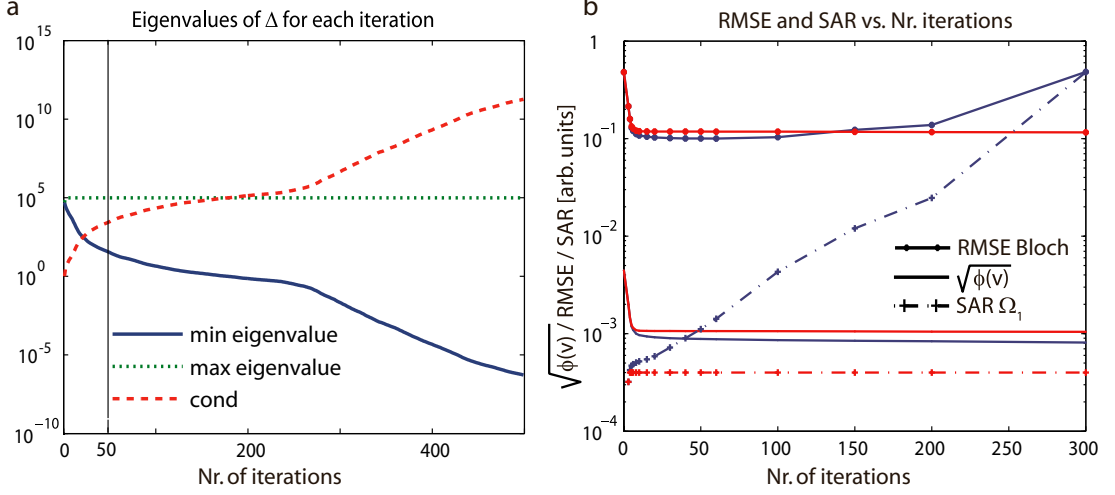 a
Eigenvalues of Δ for each iteration
10^15
10^10
10^5
10^0
10^−5
10^−10
min eigenvalue
max eigenvalue
cond
0 50 200 400
Nr. of iterations
b
RMSE and SAR vs. Nr. iterations
√ϕ(v) / RMSE / SAR [arb. units]
1
10^−1
10^−2
10^−3
10^−4
RMSE Bloch
√ϕ(v)
SAR Ω₁
0 50 100 150 200 250 300
Nr. of iterations